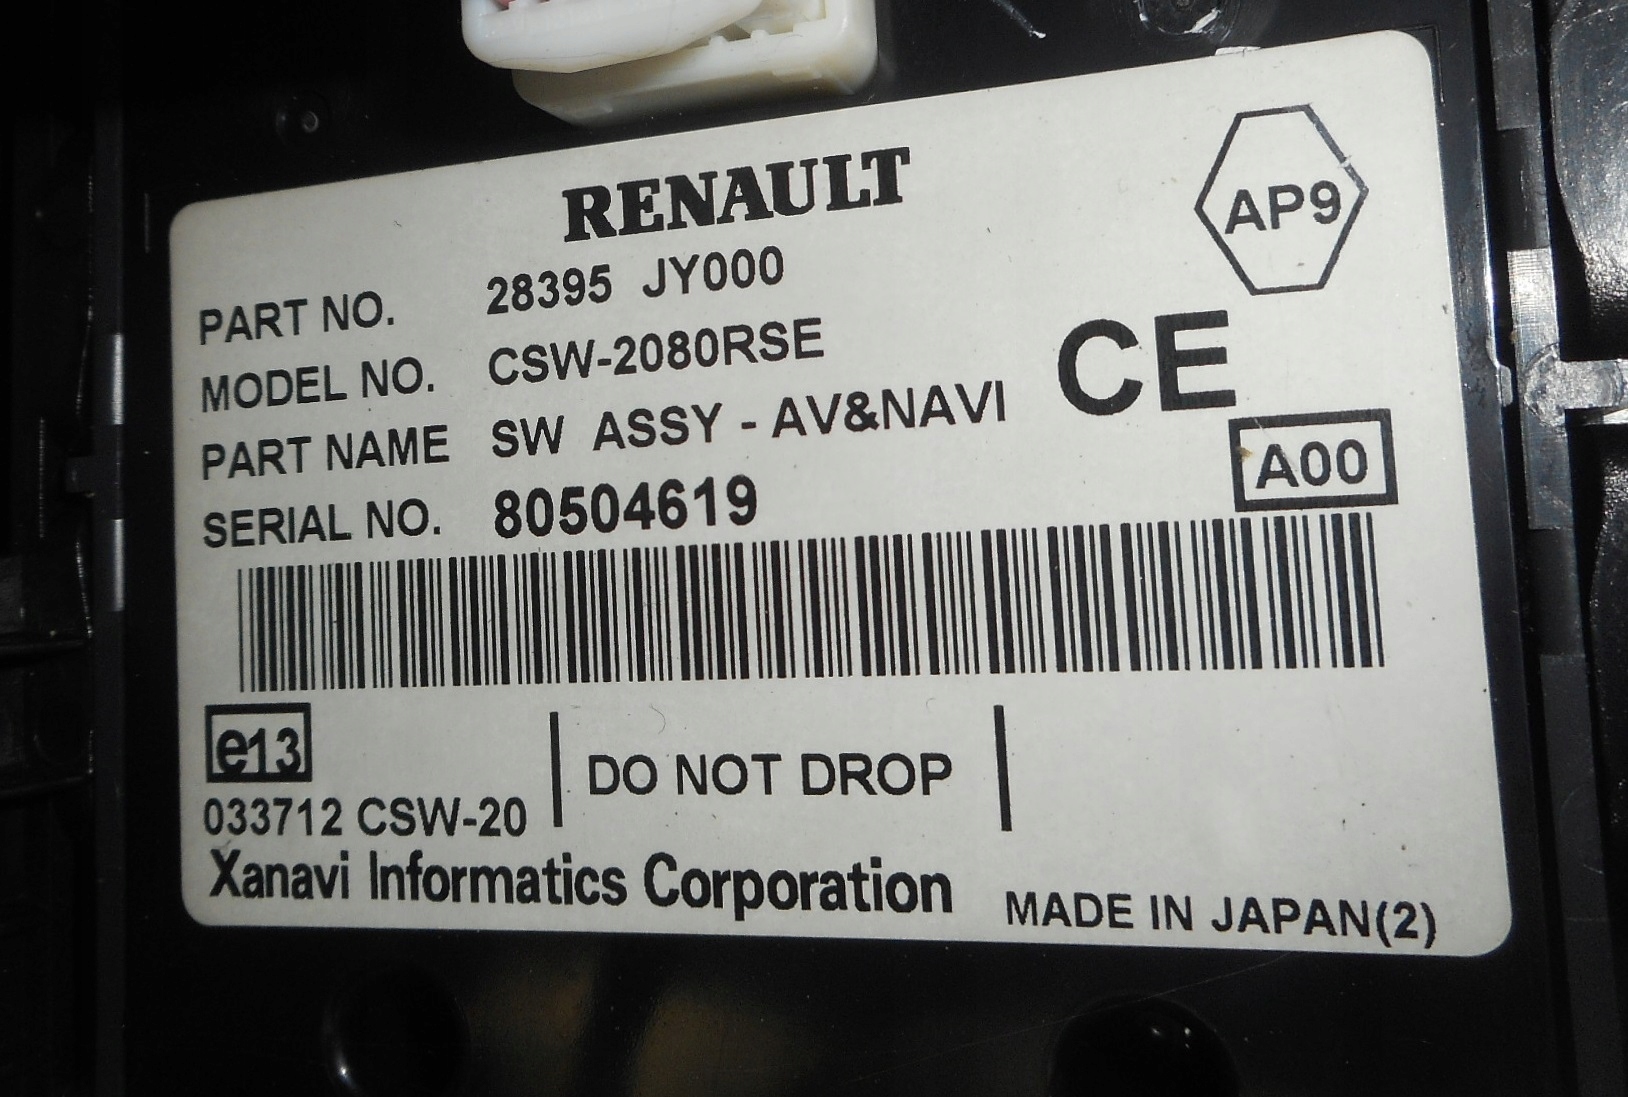 RENAULT
AP9
PART NO. 28395 JY000
MODEL NO. CSW-2080RSE
PART NAME SW ASSY - AV&NAVI
CE
SERIAL NO. 80504619
A00
e13
DO NOT DROP
033712 CSW-20
Xanavi Informatics Corporation
MADE IN JAPAN(2)